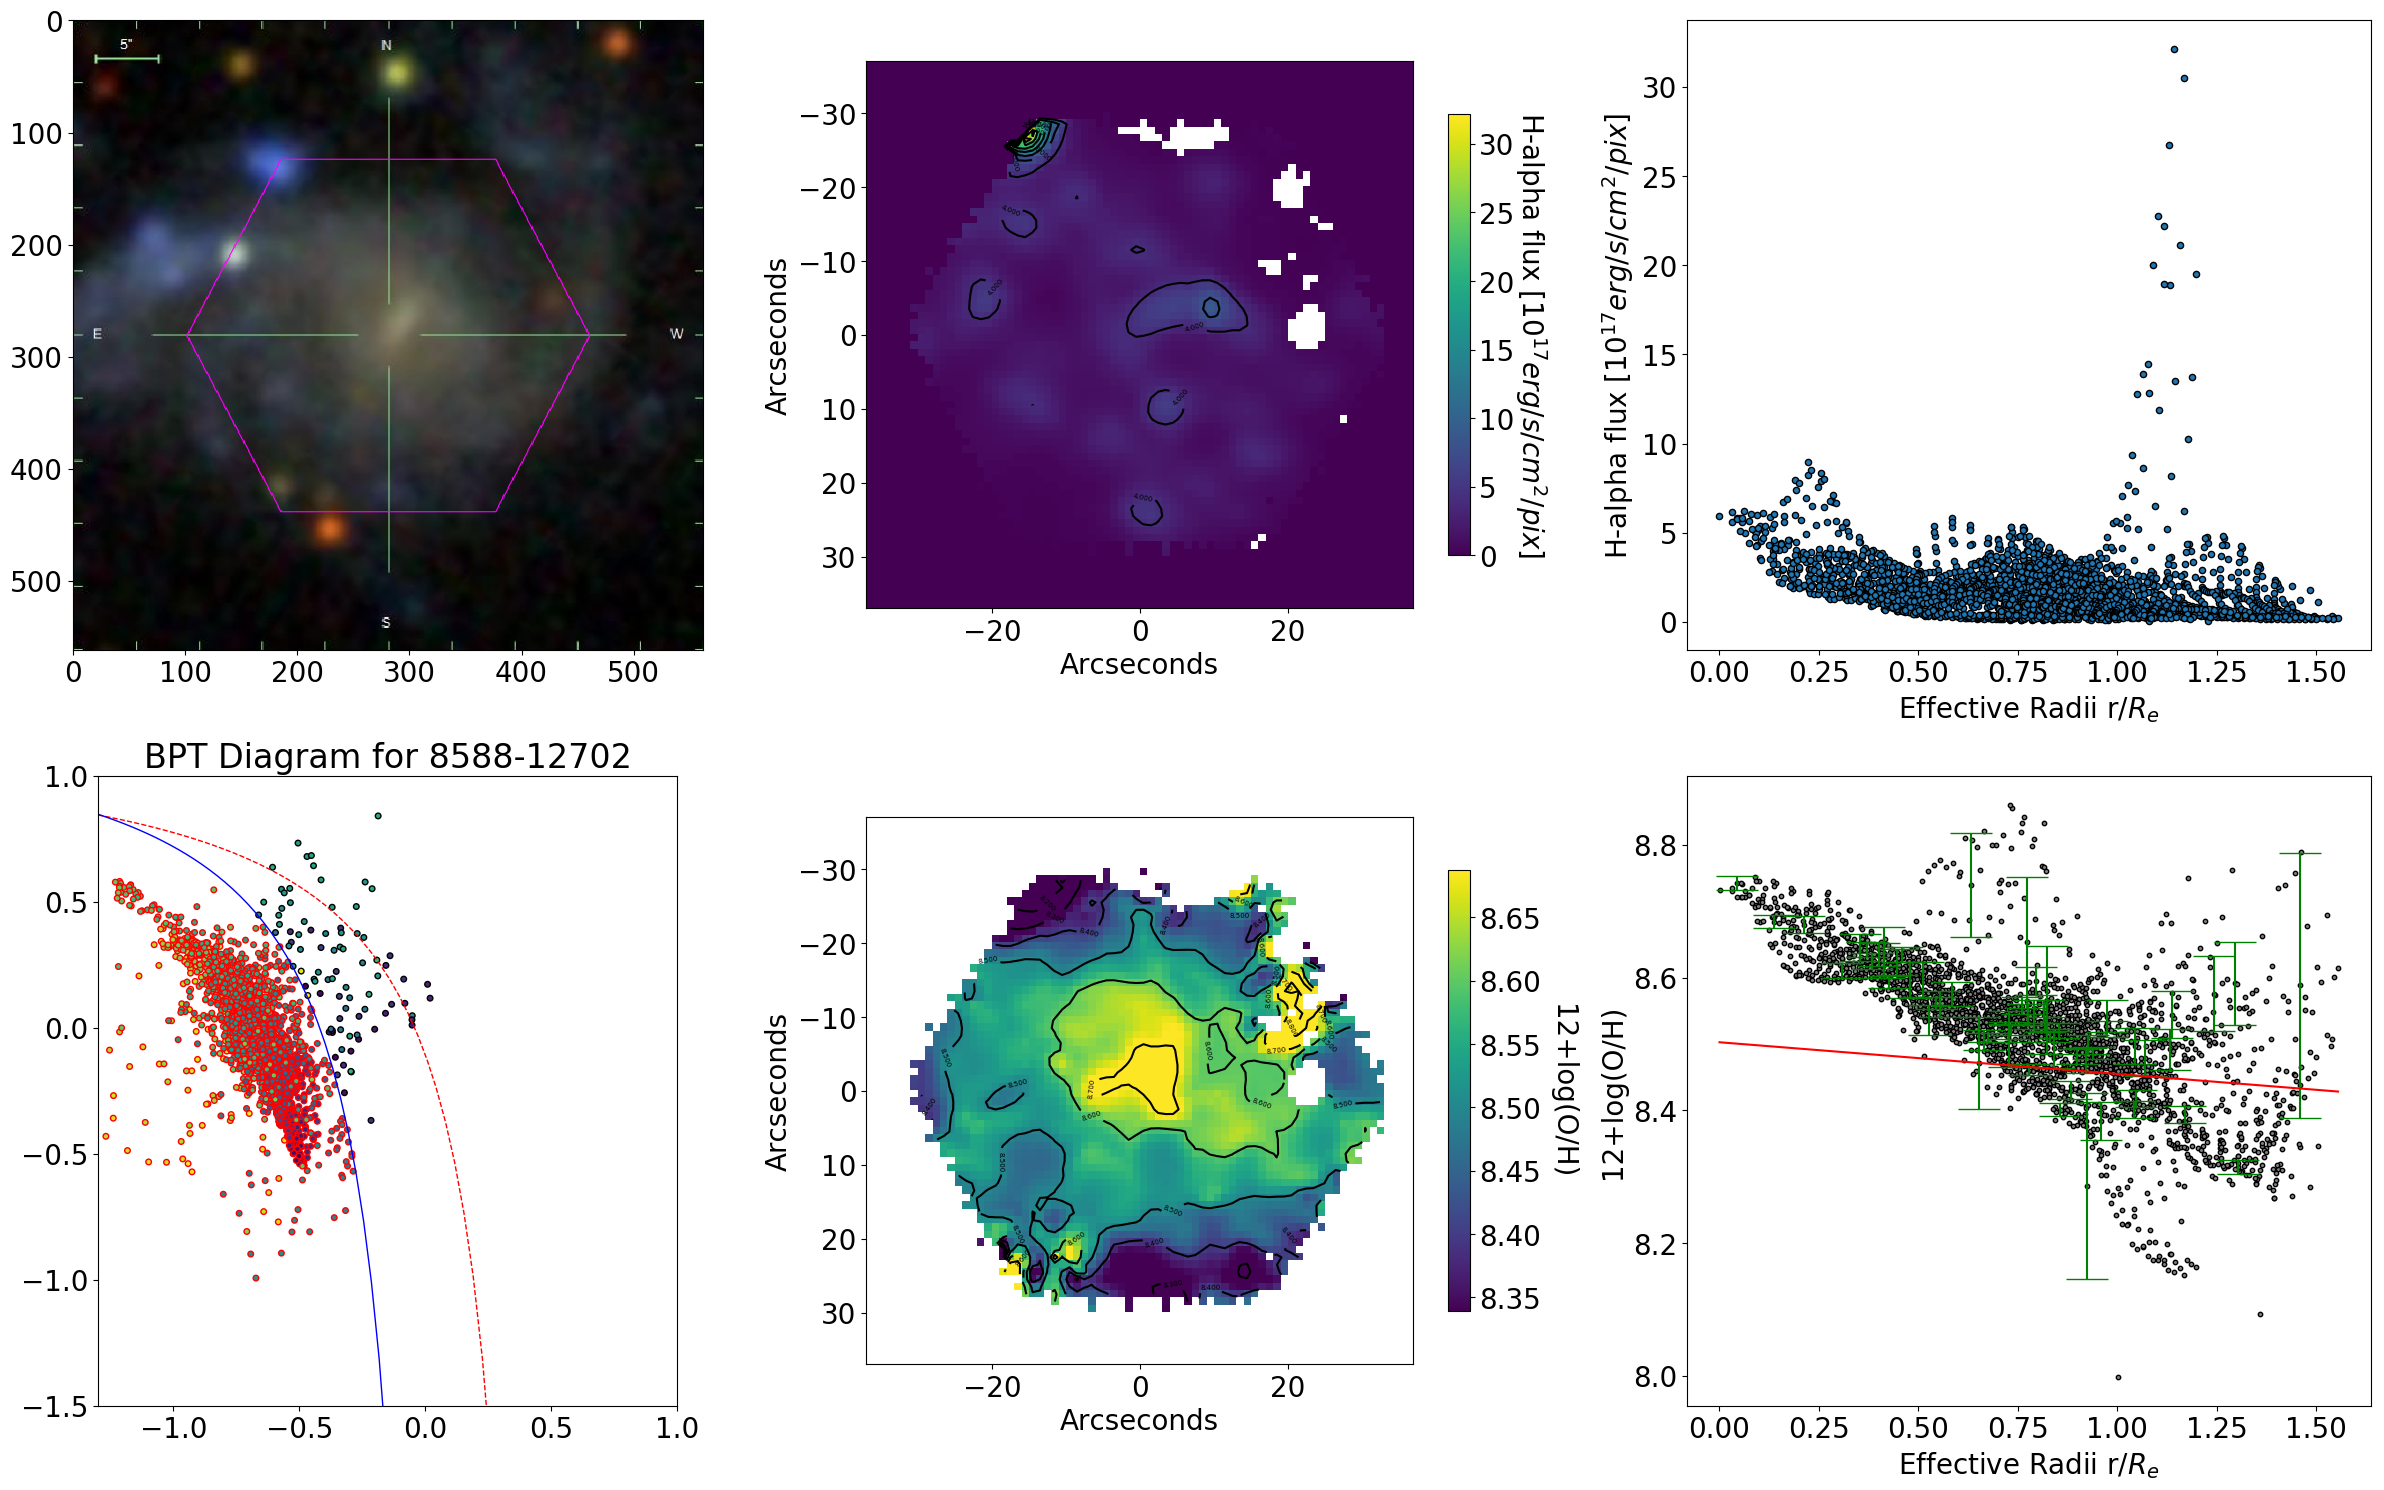 0
100
200
300
400
500
5"
N
E
W
S
0 100 200 300 400 500
−30
−20
−10
0
10
20
30
Arcseconds
−20 0 20
Arcseconds
30
25
20
15
10
5
0
H-alpha flux [10^17 erg/s/cm^2/pix]
H-alpha flux [10^17 erg/s/cm^2/pix]
30
25
20
15
10
5
0
0.00 0.25 0.50 0.75 1.00 1.25 1.50
Effective Radii r/R_e
BPT Diagram for 8588-12702
1.0
0.5
0.0
−0.5
−1.0
−1.5
−1.0 −0.5 0.0 0.5 1.0
−30
−20
−10
0
10
20
30
Arcseconds
−20 0 20
Arcseconds
8.65
8.60
8.55
8.50
8.45
8.40
8.35
12+log(O/H)
12+log(O/H)
8.8
8.6
8.4
8.2
8.0
0.00 0.25 0.50 0.75 1.00 1.25 1.50
Effective Radii r/R_e